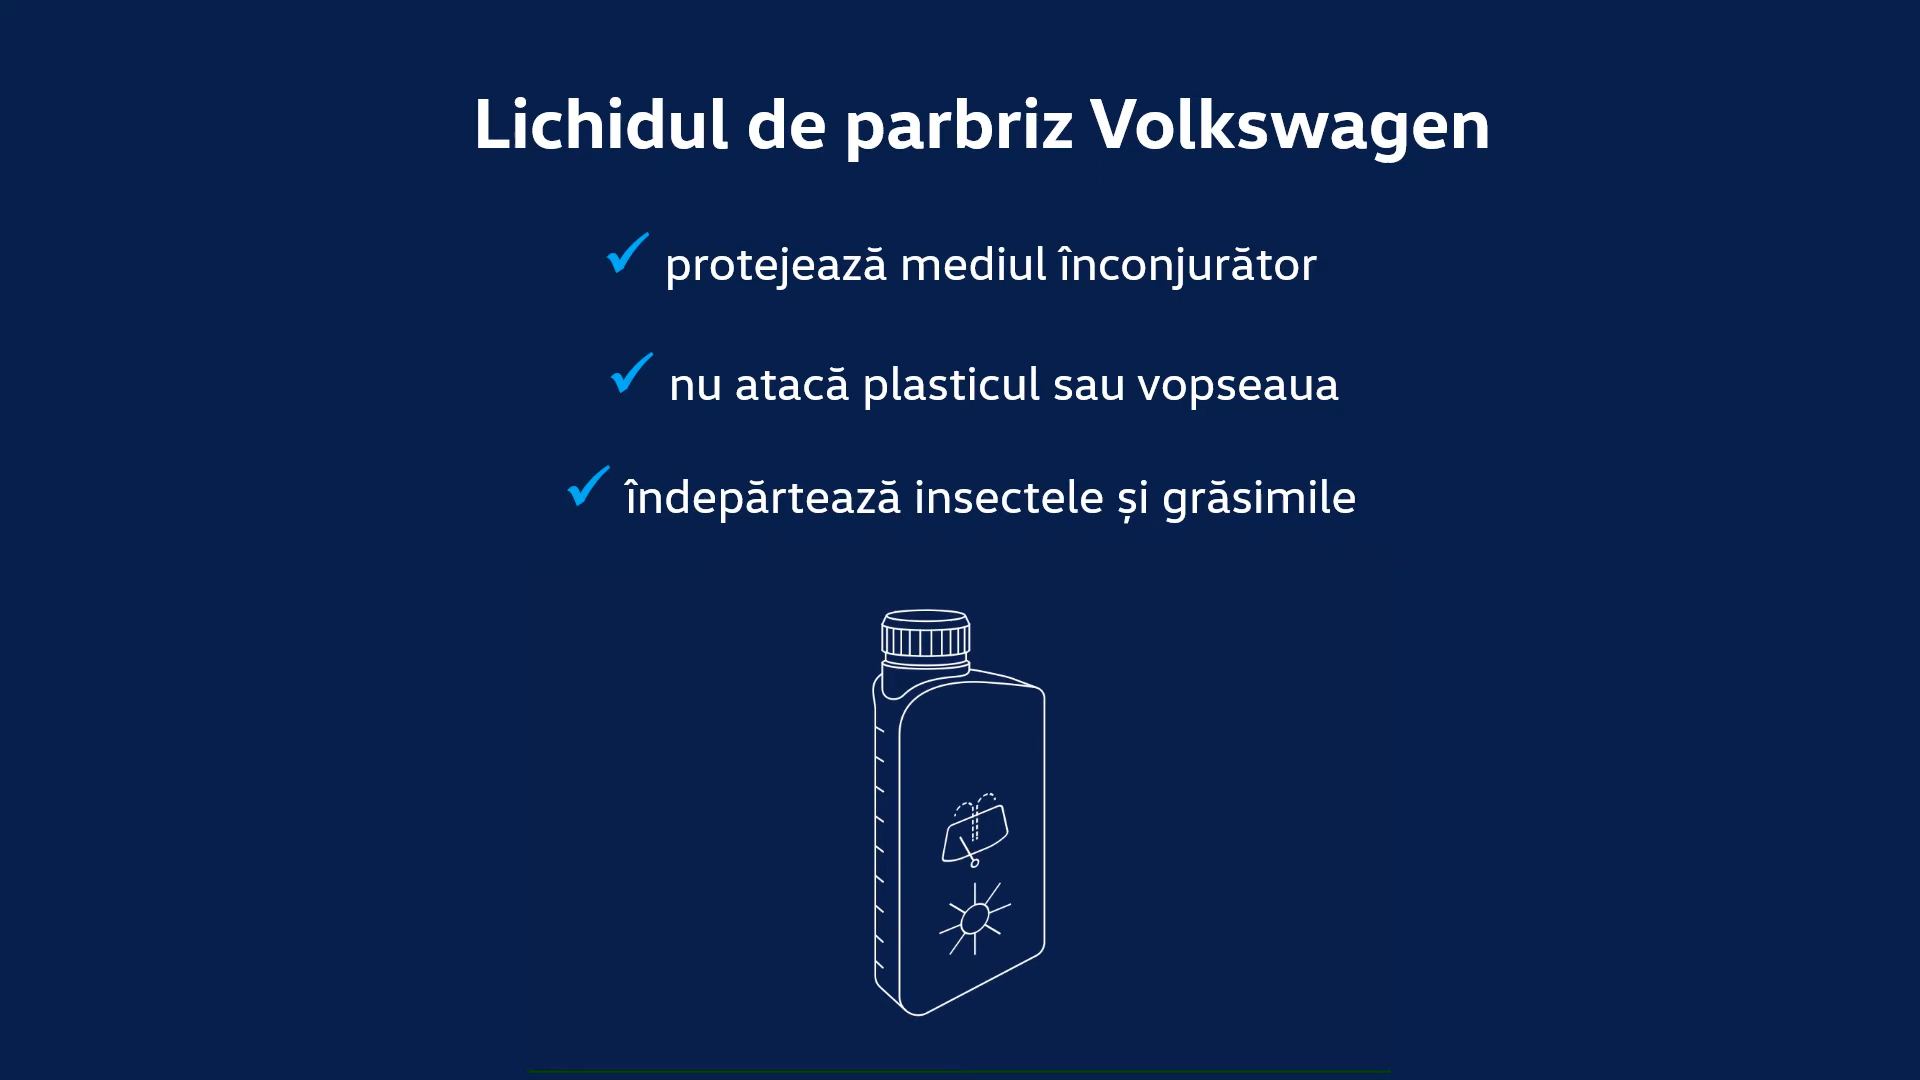 Lichidul de parbriz Volkswagen
protejează mediul înconjurător
nu atacă plasticul sau vopseaua
îndepărtează insectele și grăsimile